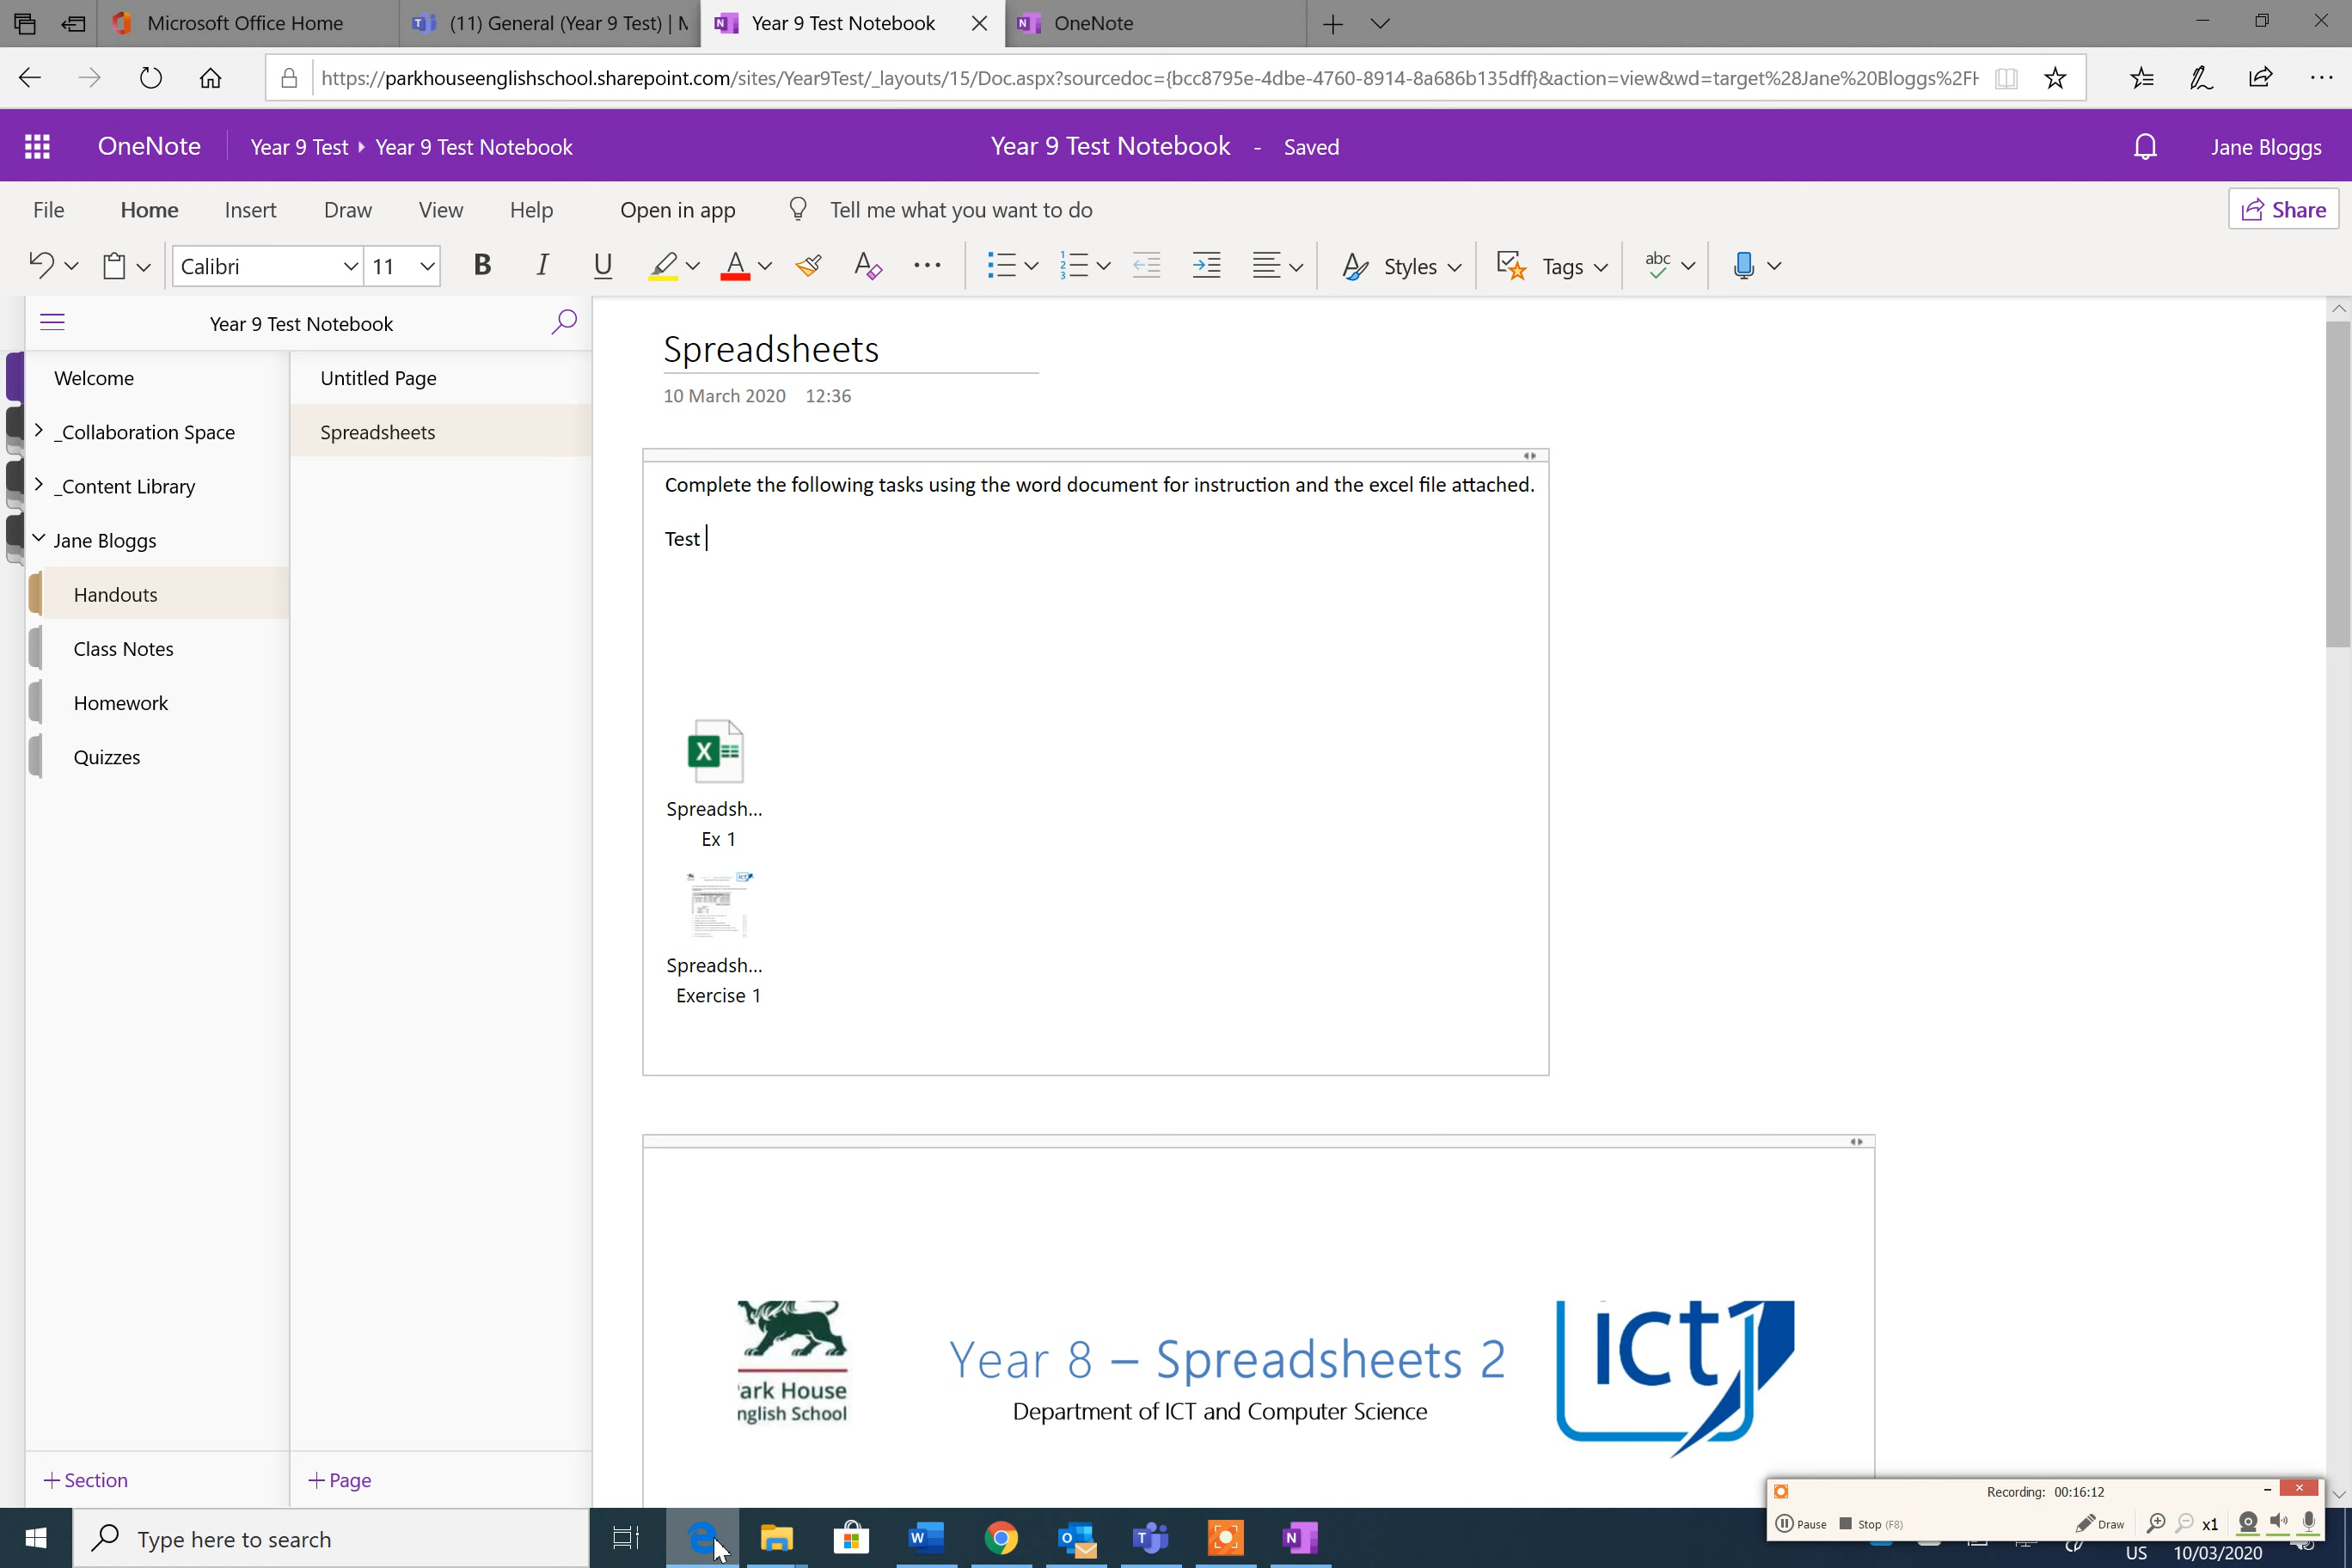 Microsoft Office Home
(11) General (Year 9 Test) | M
Year 9 Test Notebook
OneNote
https://parkhouseenglishschool.sharepoint.com/sites/Year9Test/_layouts/15/Doc.aspx?sourcedoc={bcc8795e-4dbe-4760-8914-8a686b135dff}&action=view&wd=target%28Jane%20Bloggs%2FH
OneNote
Year 9 Test
Year 9 Test Notebook
Year 9 Test Notebook - Saved
Jane Bloggs
File Home Insert Draw View Help Open in app Tell me what you want to do
Share
Calibri 11 B I U A A Styles Tags abc
Year 9 Test Notebook
Welcome
_Collaboration Space
_Content Library
Jane Bloggs
Handouts
Class Notes
Homework
Quizzes
Untitled Page
Spreadsheets
Spreadsheets
10 March 2020 12:36
Complete the following tasks using the word document for instruction and the excel file attached.
Test
Spreadsh...
Ex 1
Spreadsh...
Exercise 1
ark House
nglish School
Year 8 – Spreadsheets 2
Department of ICT and Computer Science
ict
+ Section
+ Page
Recording: 00:16:12
Pause Stop (F8) Draw x1
Type here to search
US 10/03/2020